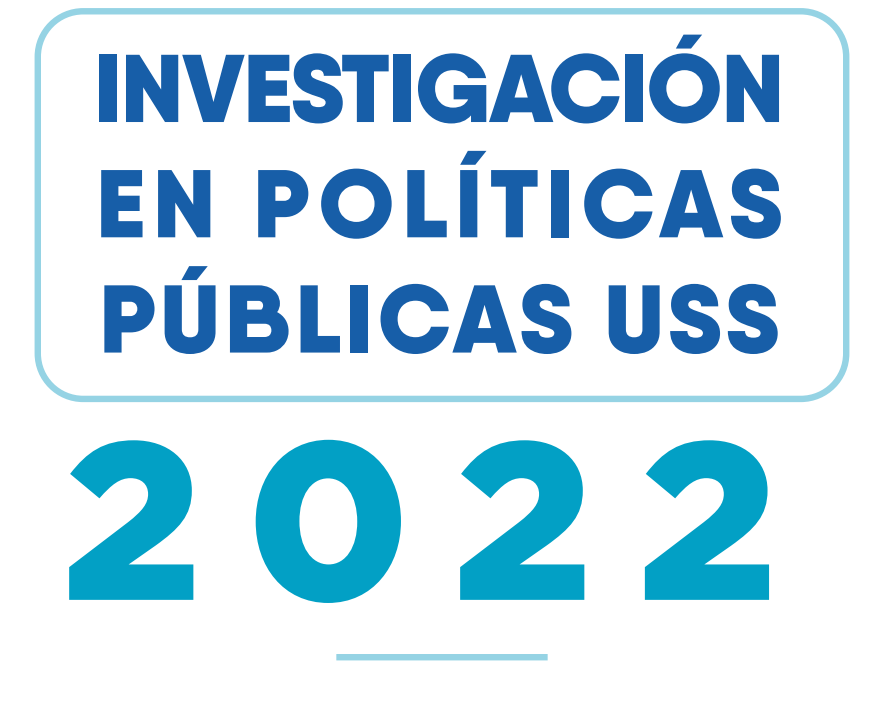 INVESTIGACIÓN
EN POLÍTICAS
PÚBLICAS USS
2022